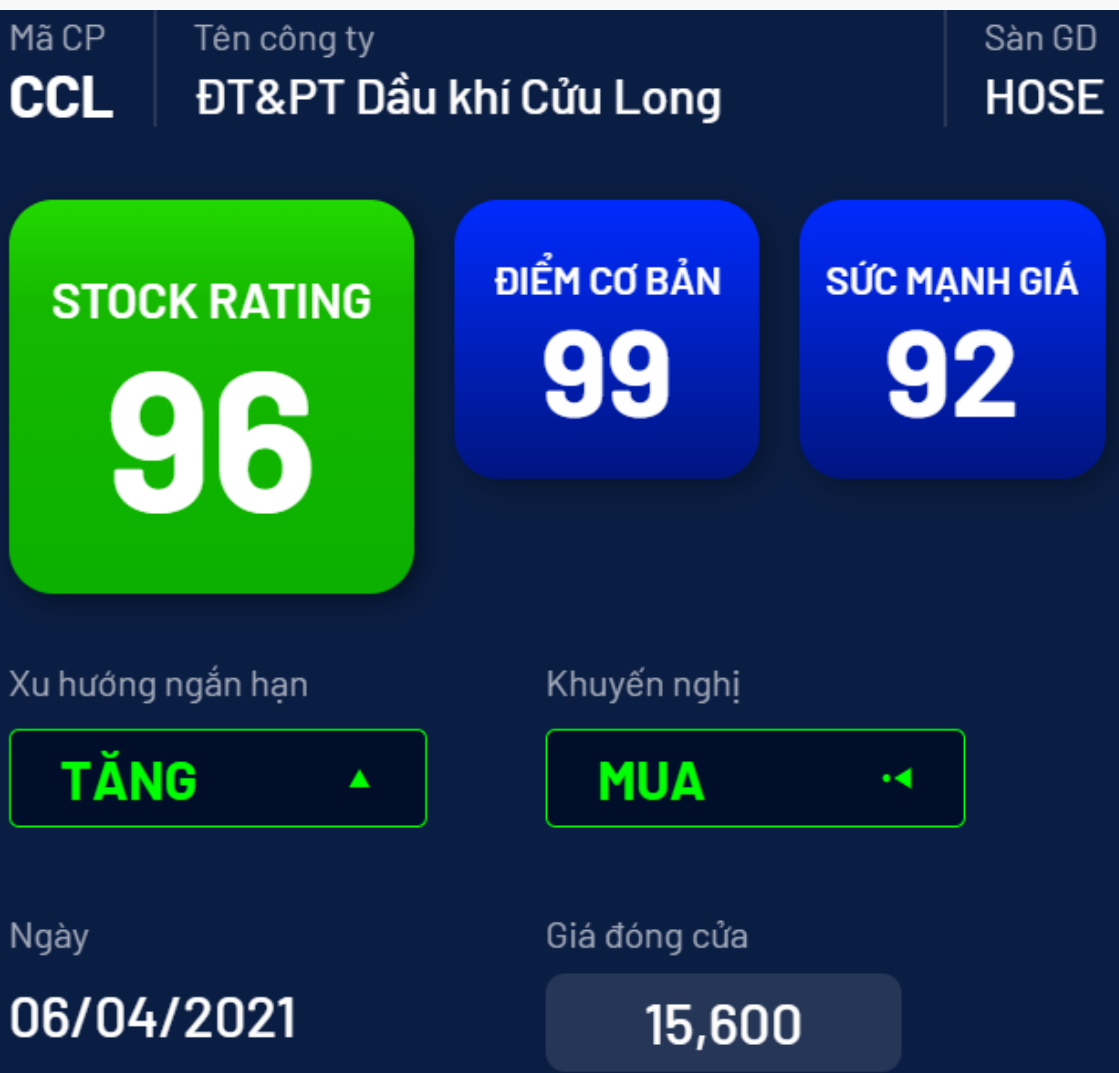 Mã CP
CCL
Tên công ty
ĐT&PT Dầu khí Cửu Long
Sàn GD
HOSE
STOCK RATING
96
ĐIỂM CƠ BẢN
99
SỨC MẠNH GIÁ
92
Xu hướng ngắn hạn
TĂNG
Khuyến nghị
MUA
Ngày
06/04/2021
Giá đóng cửa
15,600